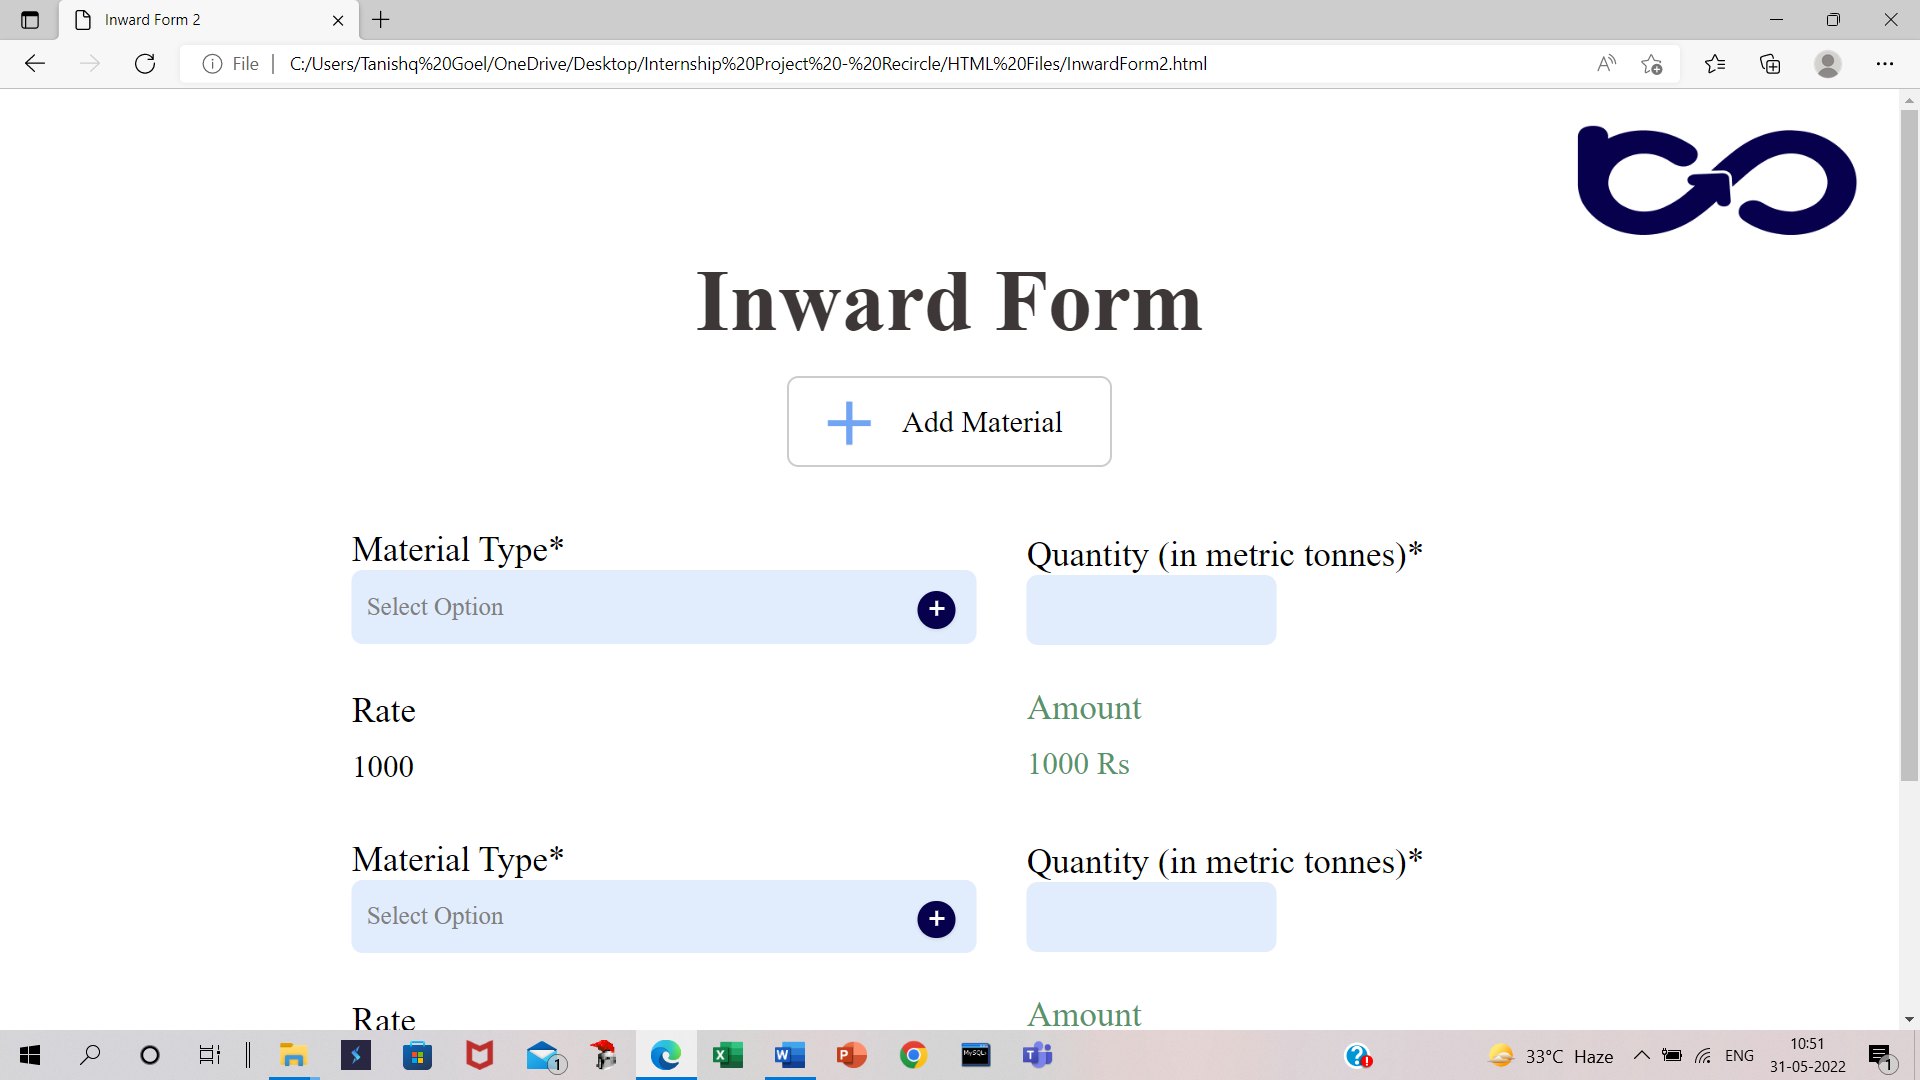 Inward Form 2
File
C:/Users/Tanishq%20Goel/OneDrive/Desktop/Internship%20Project%20-%20Recircle/HTML%20Files/InwardForm2.html
Inward Form
Add Material
Material Type*
Quantity (in metric tonnes)*
Select Option
Rate
Amount
1000
1000 Rs
Material Type*
Quantity (in metric tonnes)*
Select Option
Rate
Amount
1
33°C Haze
ENG
10:51
31-05-2022
1